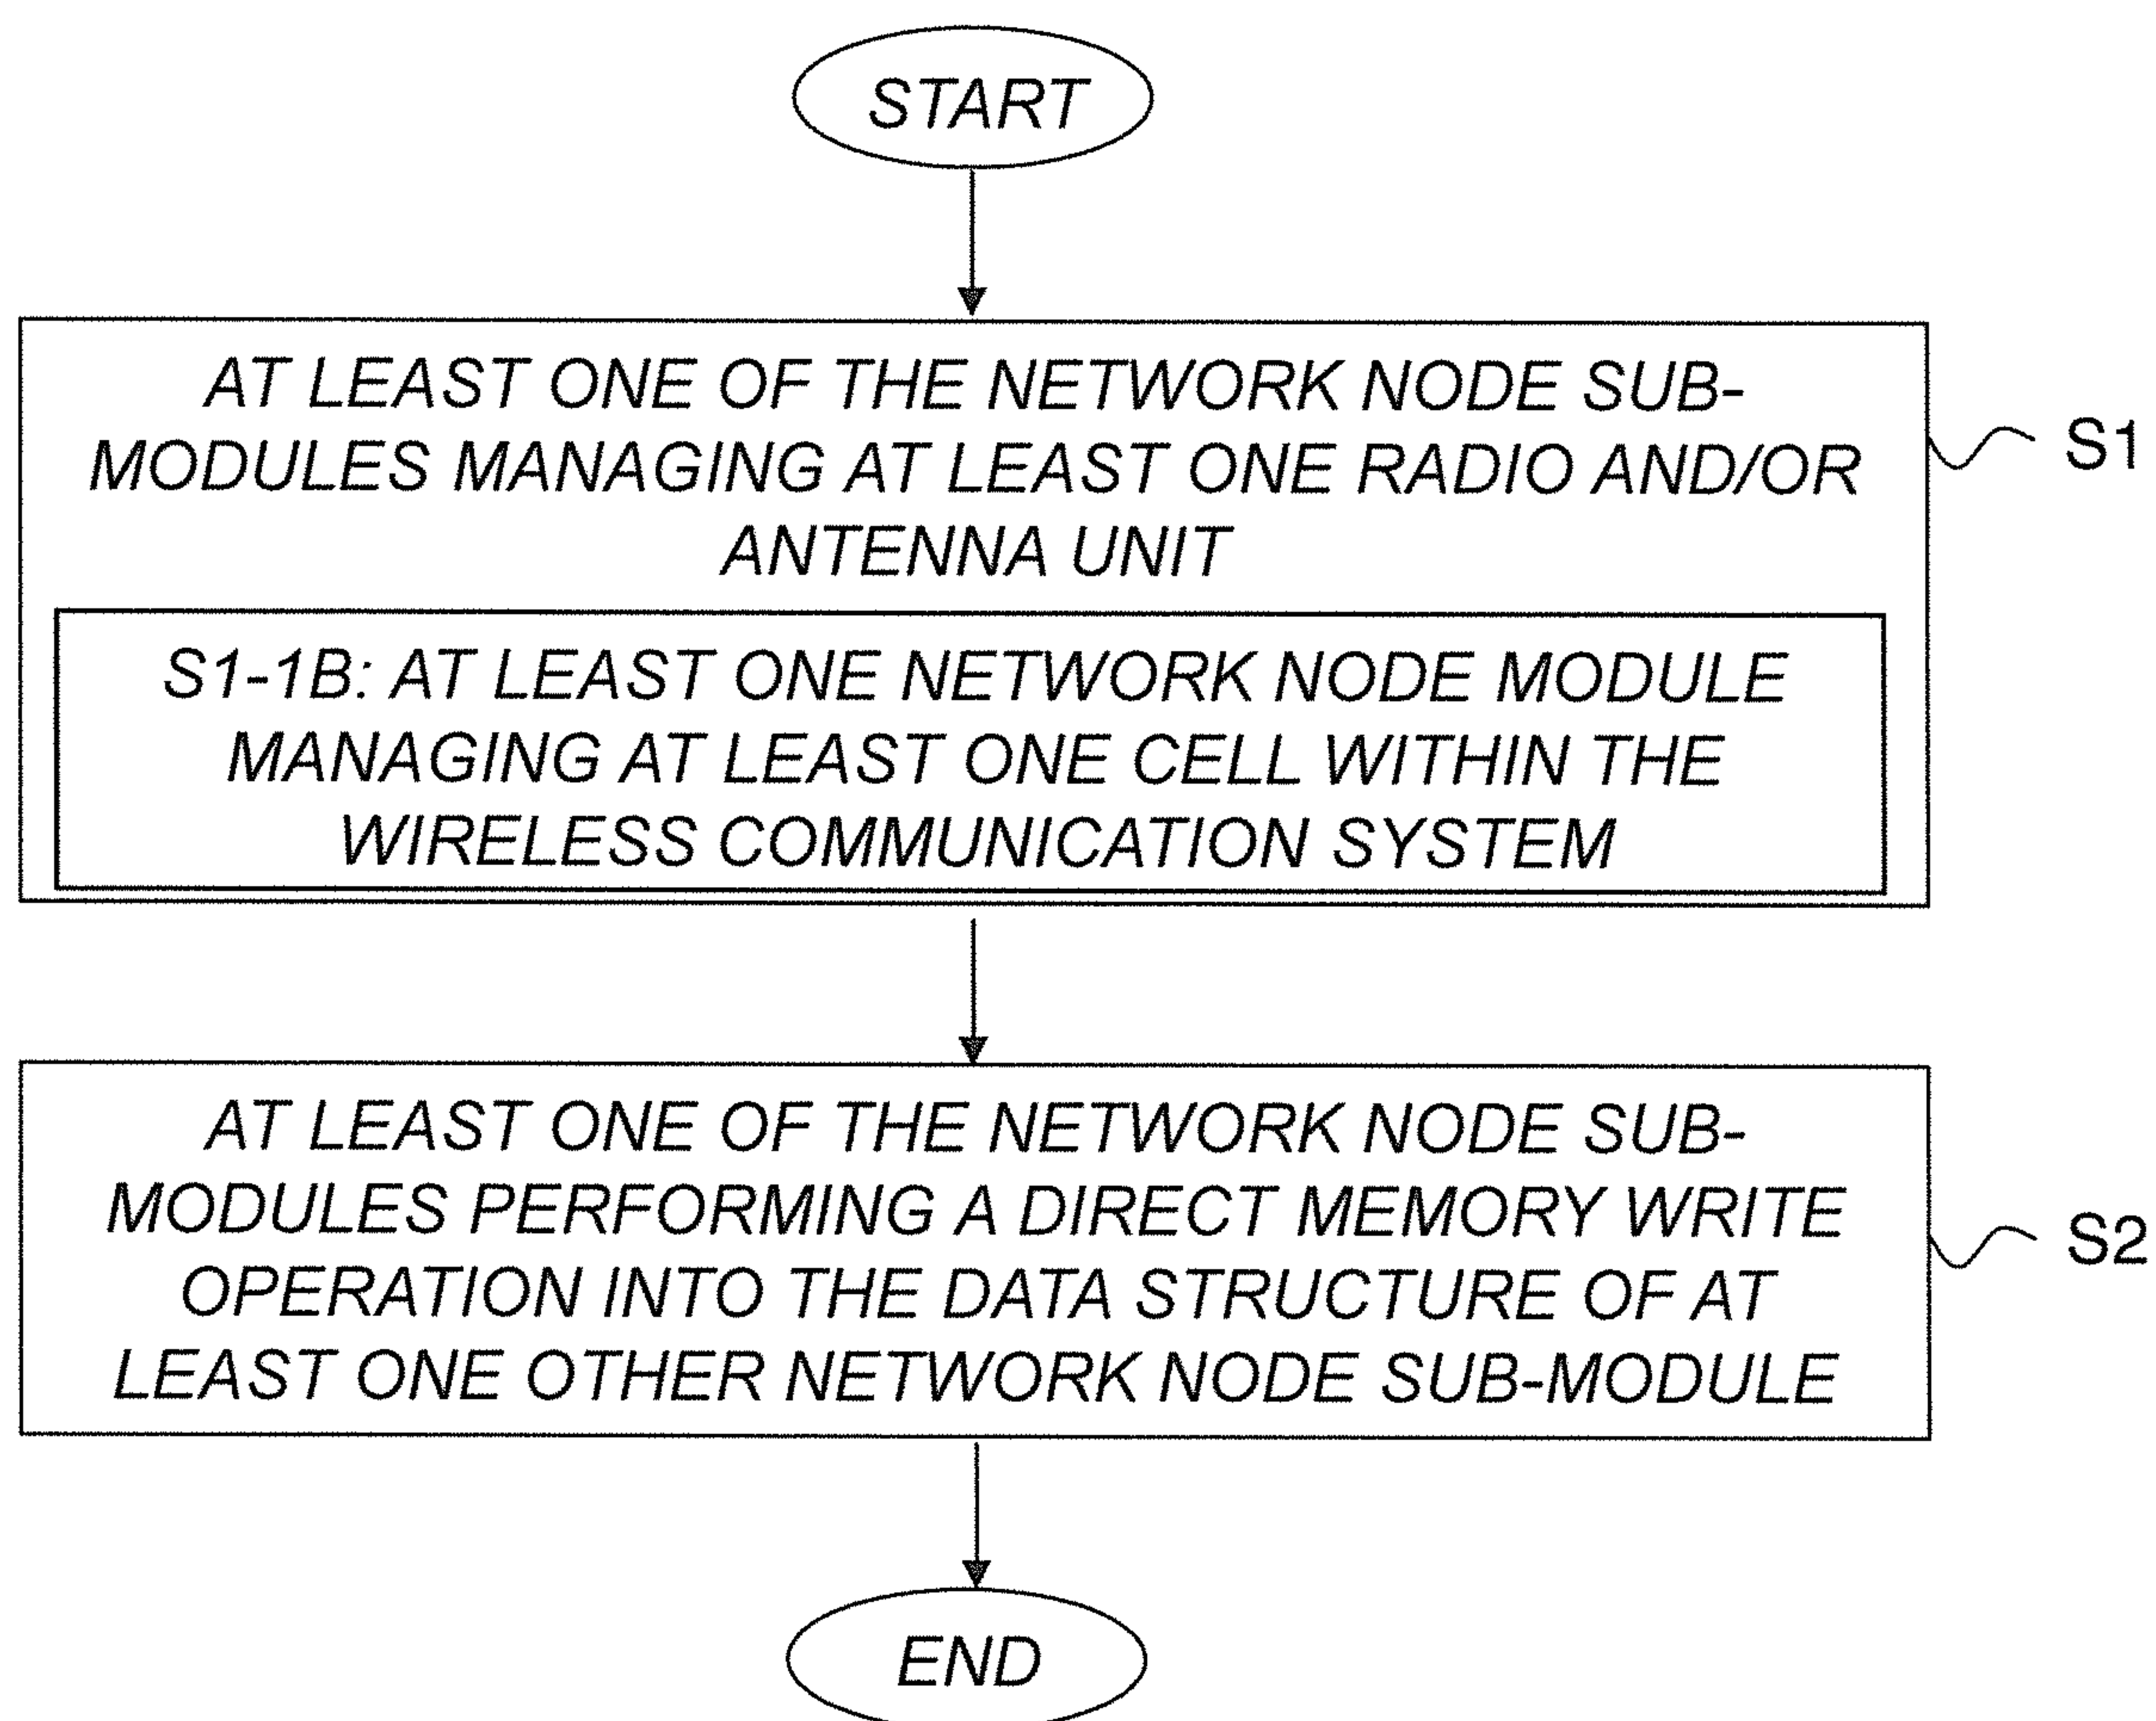 START
AT LEAST ONE OF THE NETWORK NODE SUB-
MODULES MANAGING AT LEAST ONE RADIO AND/OR
ANTENNA UNIT
S1
S1-1B: AT LEAST ONE NETWORK NODE MODULE
MANAGING AT LEAST ONE CELL WITHIN THE
WIRELESS COMMUNICATION SYSTEM
AT LEAST ONE OF THE NETWORK NODE SUB-
MODULES PERFORMING A DIRECT MEMORY WRITE
OPERATION INTO THE DATA STRUCTURE OF AT
LEAST ONE OTHER NETWORK NODE SUB-MODULE
S2
END